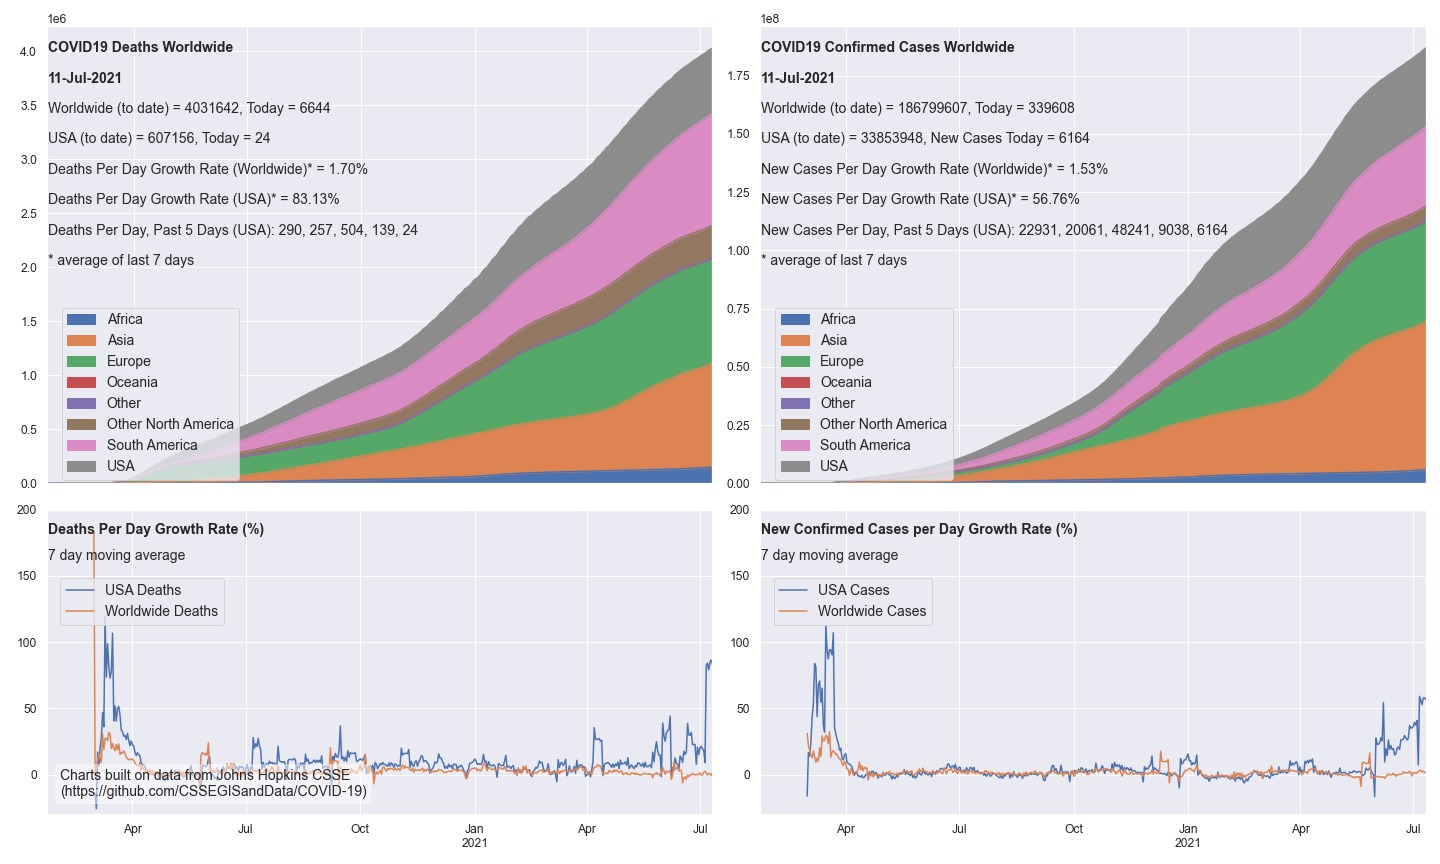 1e6
COVID19 Deaths Worldwide
11-Jul-2021
Worldwide (to date) = 4031642, Today = 6644
USA (to date) = 607156, Today = 24
Deaths Per Day Growth Rate (Worldwide)* = 1.70%
Deaths Per Day Growth Rate (USA)* = 83.13%
Deaths Per Day, Past 5 Days (USA): 290, 257, 504, 139, 24
* average of last 7 days
4.0
3.5
3.0
2.5
2.0
1.5
1.0
0.5
0.0
Africa
Asia
Europe
Oceania
Other
Other North America
South America
USA
1e8
COVID19 Confirmed Cases Worldwide
11-Jul-2021
Worldwide (to date) = 186799607, Today = 339608
USA (to date) = 33853948, New Cases Today = 6164
New Cases Per Day Growth Rate (Worldwide)* = 1.53%
New Cases Per Day Growth Rate (USA)* = 56.76%
New Cases Per Day, Past 5 Days (USA): 22931, 20061, 48241, 9038, 6164
* average of last 7 days
1.75
1.50
1.25
1.00
0.75
0.50
0.25
0.00
Africa
Asia
Europe
Oceania
Other
Other North America
South America
USA
Deaths Per Day Growth Rate (%)
7 day moving average
USA Deaths
Worldwide Deaths
200
150
100
50
0
Charts built on data from Johns Hopkins CSSE
(https://github.com/CSSEGISandData/COVID-19)
Apr Jul Oct Jan Apr Jul
2021
New Confirmed Cases per Day Growth Rate (%)
7 day moving average
USA Cases
Worldwide Cases
200
150
100
50
0
Apr Jul Oct Jan Apr Jul
2021